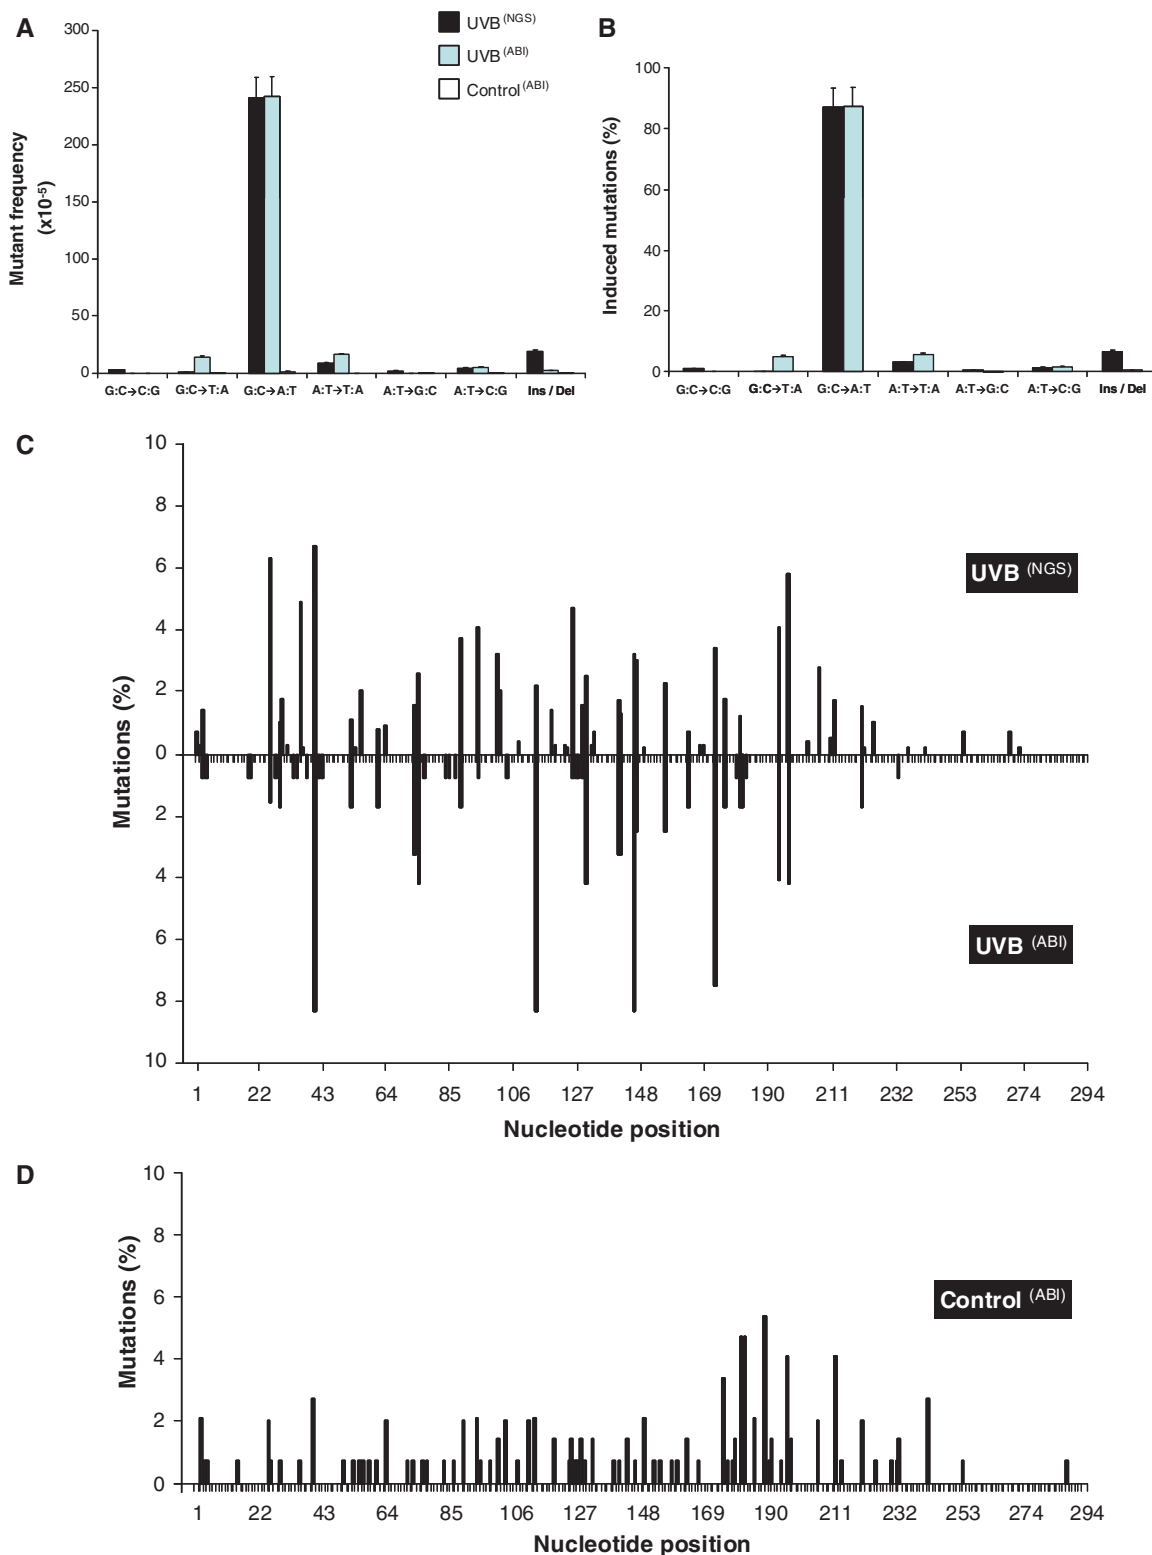 A
300
250
200
150
100
50
0
Mutant frequency
(x10-5)
UVB (NGS)
UVB (ABI)
Control (ABI)
G:C→C:G
G:C→T:A
G:C→A:T
A:T→T:A
A:T→G:C
A:T→C:G
Ins / Del
B
100
80
60
40
20
0
Induced mutations (%)
G:C→C:G
G:C→T:A
G:C→A:T
A:T→T:A
A:T→G:C
A:T→C:G
Ins / Del
C
10
8
6
4
2
0
2
4
6
8
10
Mutations (%)
UVB (NGS)
UVB (ABI)
1 22 43 64 85 106 127 148 169 190 211 232 253 274 294
Nucleotide position
D
10
8
6
4
2
0
Mutations (%)
Control (ABI)
1 22 43 64 85 106 127 148 169 190 211 232 253 274 294
Nucleotide position